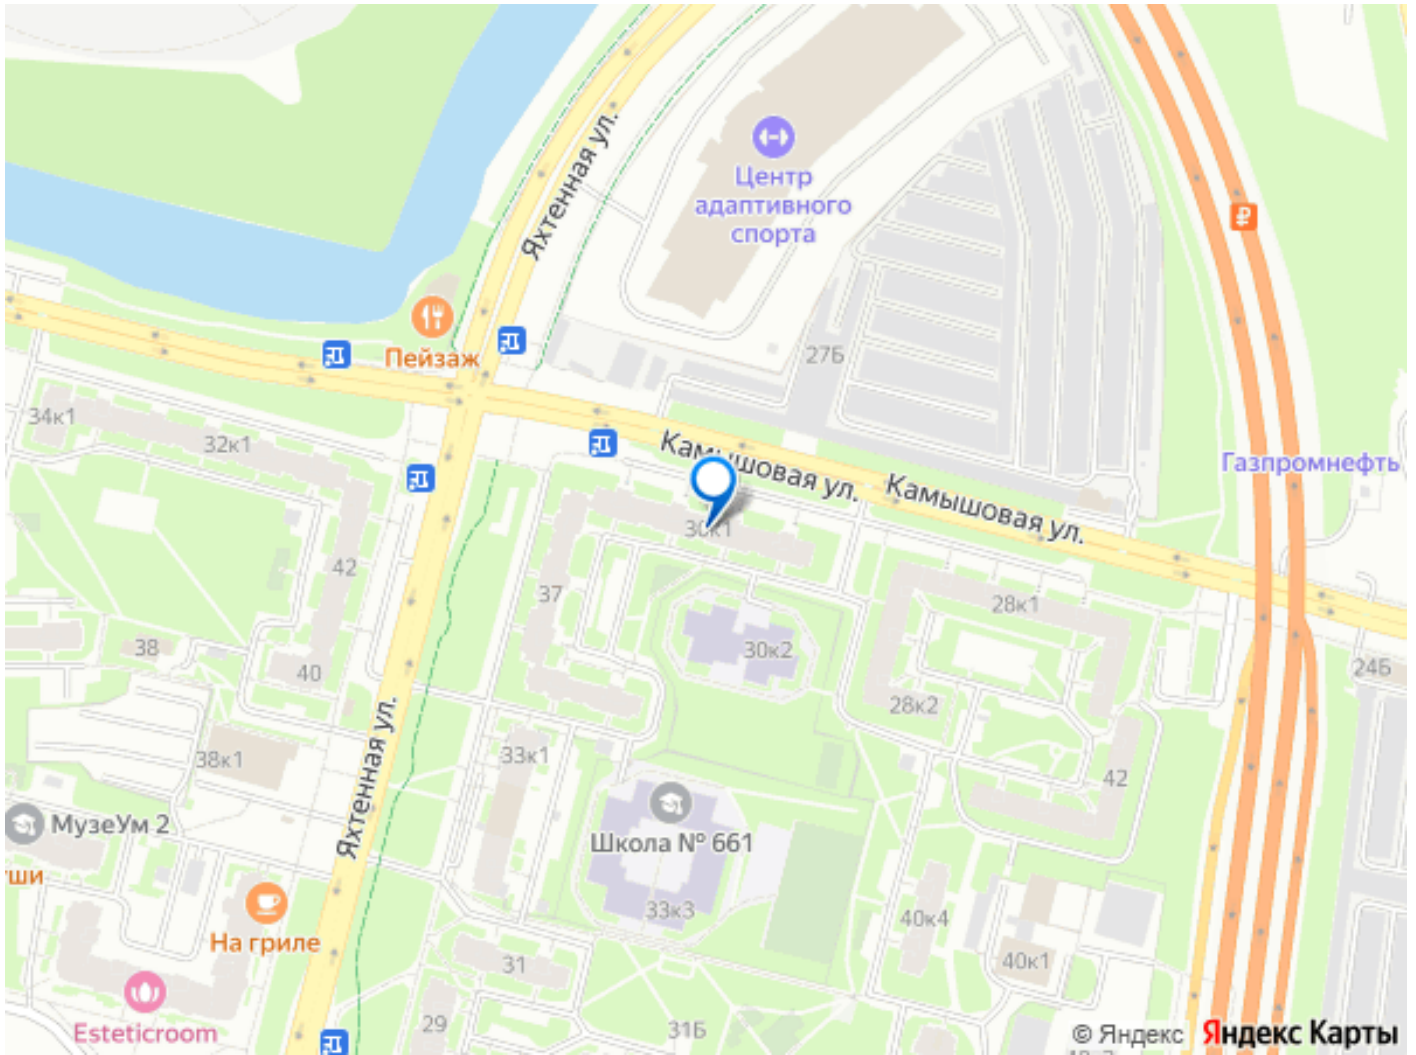 Яхтенная ул.
Центр
адаптивного
спорта
₽
Пейзаж
27Б
34к1
32к1
Камышовая ул.
Камышовая ул.
Газпромнефть
30к1
42
37
28к1
38
40
30к2
24Б
28к2
Яхтенная ул.
38к1
33к1
42
МузеУм 2
Школа № 661
ши
На гриле
33к3
40к4
31
40к1
Esteticroom
29
31Б
© Яндекс
Яндекс Карты